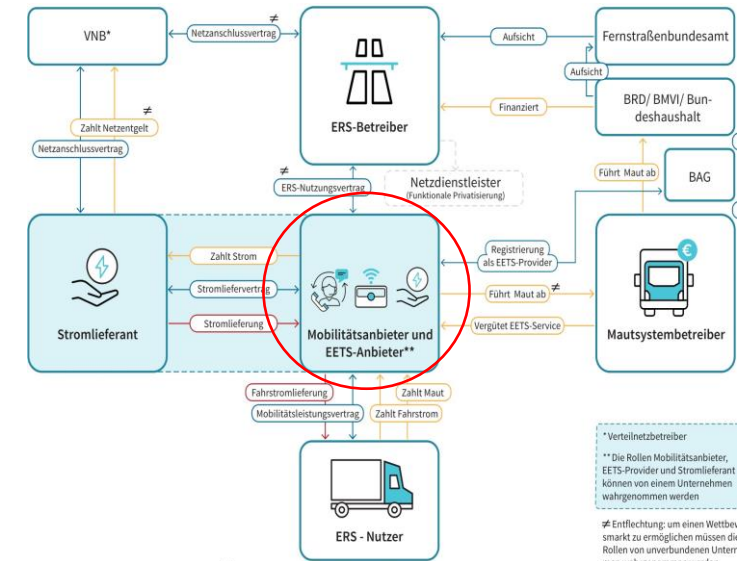 VNB*
Netzanschlussvertrag
≠
ERS-Betreiber
Aufsicht
Fernstraßenbundesamt
Aufsicht
Finanziert
BRD/ BMVI/ Bun-
deshaushalt
≠
Zahlt Netzentgelt
Netzanschlussvertrag
≠
ERS-Nutzungsvertrag
Netzdienstleister
(Funktionale Privatisierung)
Führt Maut ab
BAG
Stromlieferant
Zahlt Strom
Stromliefervertrag
Stromlieferung
Mobilitätsanbieter und
EETS-Anbieter**
Registrierung
als EETS-Provider
Führt Maut ab
≠
Vergütet EETS-Service
€
Mautsystembetreiber
Fahrstromlieferung
Zahlt Maut
Mobilitätsleistungsvertrag
Zahlt Fahrstrom
ERS - Nutzer
* Verteilnetzbetreiber
** Die Rollen Mobilitätsanbieter,
EETS-Provider und Stromlieferant
können von einem Unternehmen
wahrgenommen werden
≠ Entflechtung: um einen Wettbew
smarkt zu ermöglichen müssen die
Rollen von unverbundenen Untern